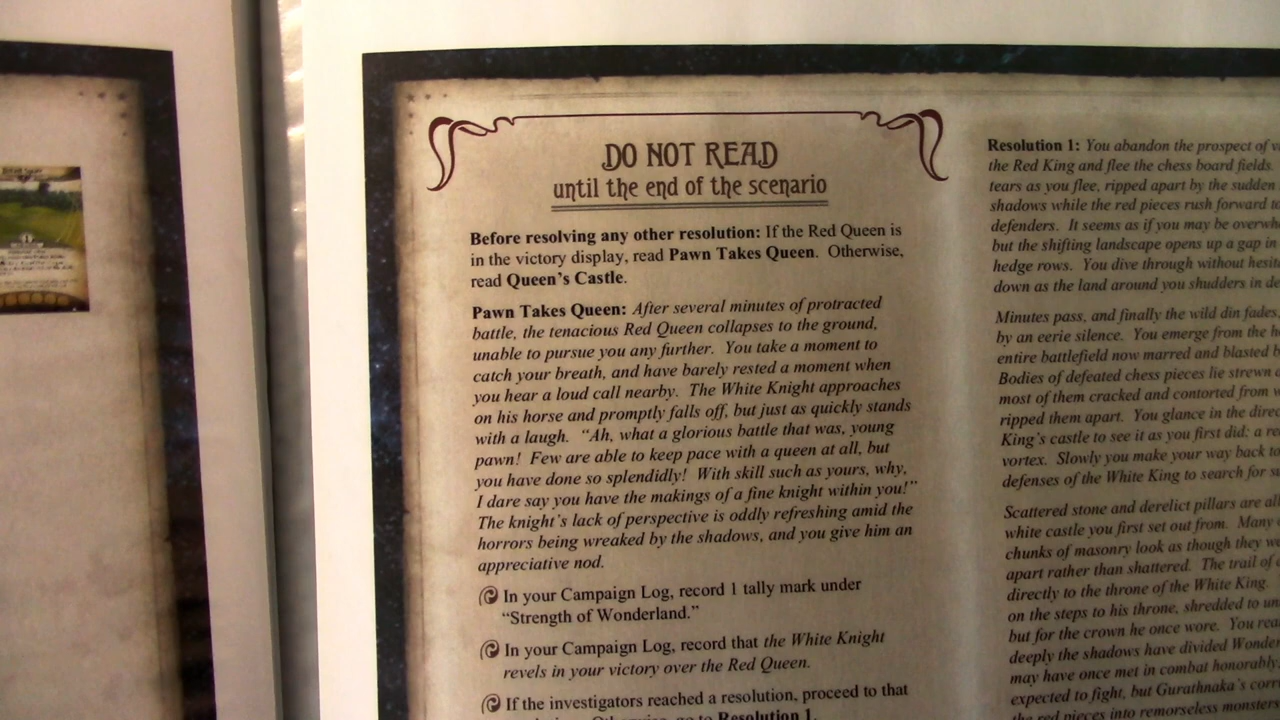 DO NOT READ
until the end of the scenario
Before resolving any other resolution: If the Red Queen is
in the victory display, read Pawn Takes Queen. Otherwise,
read Queen's Castle.
Pawn Takes Queen: After several minutes of protracted
battle, the tenacious Red Queen collapses to the ground,
unable to pursue you any further. You take a moment to
catch your breath, and have barely rested a moment when
you hear a loud call nearby. The White Knight approaches
on his horse and promptly falls off, but just as quickly stands
with a laugh. “Ah, what a glorious battle that was, young
pawn! Few are able to keep pace with a queen at all, but
you have done so splendidly! With skill such as yours, why,
I dare say you have the makings of a fine knight within you!”
The knight's lack of perspective is oddly refreshing amid the
horrors being wreaked by the shadows, and you give him an
appreciative nod.
In your Campaign Log, record 1 tally mark under
“Strength of Wonderland.”
In your Campaign Log, record that the White Knight
revels in your victory over the Red Queen.
If the investigators reached a resolution, proceed to that
Otherwise, go to Resolution 1.
Resolution 1: You abandon the prospect of
the Red King and flee the chess board fields.
tears as you flee, ripped apart by the sudden
shadows while the red pieces rush forward
defenders. It seems as if you may be
but the shifting landscape opens up a gap in
hedge rows. You dive through without
down as the land around you shudders in
Minutes pass, and finally the wild din fades,
by an eerie silence. You emerge from the
entire battlefield now marred and blasted
Bodies of defeated chess pieces lie strewn
most of them cracked and contorted from
ripped them apart. You glance in the
King's castle to see it as you first did: a
vortex. Slowly you make your way back to
defenses of the White King to search for
Scattered stone and derelict pillars are
white castle you first set out from. Many
chunks of masonry look as though they
apart rather than shattered. The trail of
directly to the throne of the White King.
on the steps to his throne, shredded to
but for the crown he once wore. You
deeply the shadows have divided
may have once met in combat honorably,
expected to fight, but Gurathnaka's
the red pieces into remorseless monsters